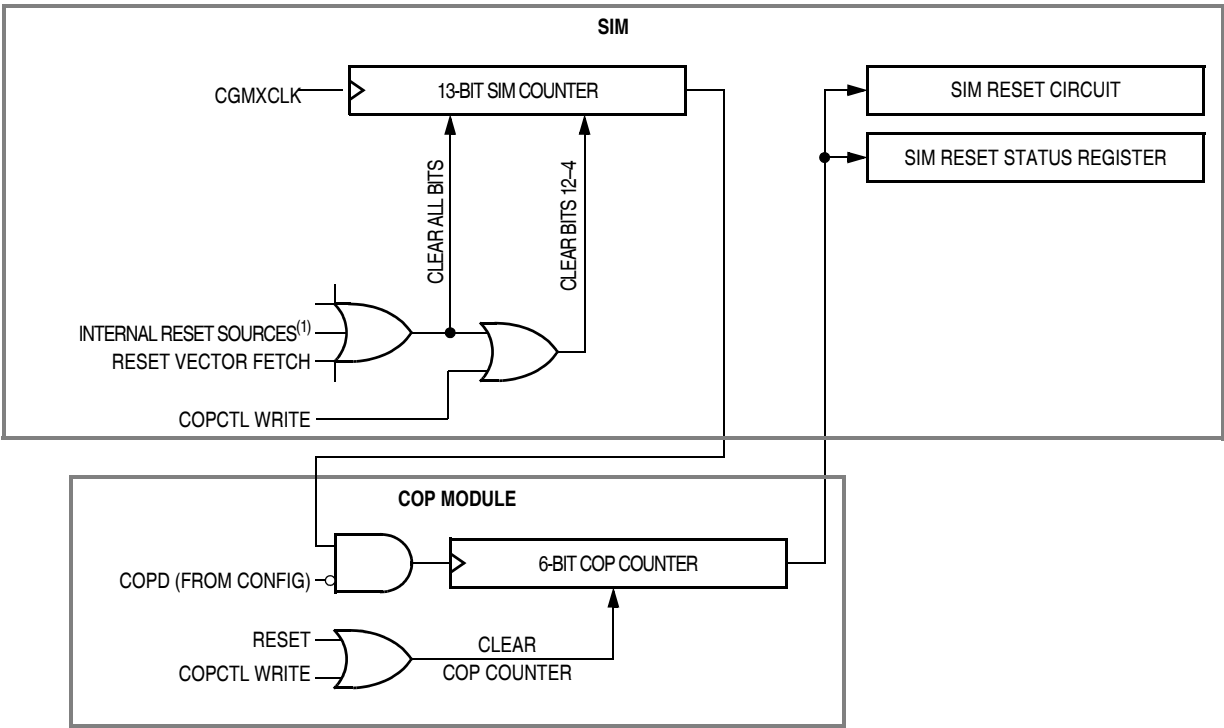 SIM
CGMXCLK
13-BIT SIM COUNTER
SIM RESET CIRCUIT
SIM RESET STATUS REGISTER
CLEAR ALL BITS
CLEAR BITS 12–4
INTERNAL RESET SOURCES(1)
RESET VECTOR FETCH
COPCTL WRITE
COP MODULE
6-BIT COP COUNTER
COPD (FROM CONFIG)
RESET
COPCTL WRITE
CLEAR
COP COUNTER